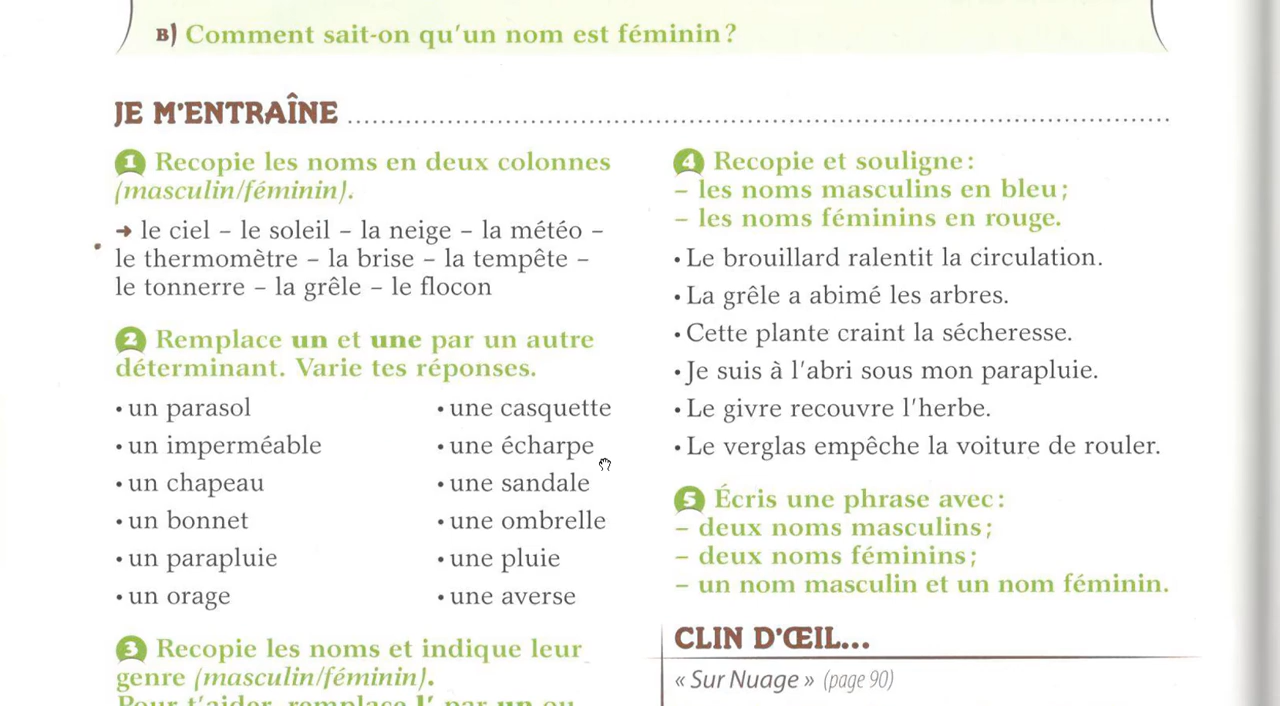 B) Comment sait-on qu'un nom est féminin ?
JE M'ENTRAÎNE
1 Recopie les noms en deux colonnes
(masculin/féminin).
➜ le ciel – le soleil – la neige – la météo –
le thermomètre – la brise – la tempête –
le tonnerre – la grêle – le flocon
2 Remplace un et une par un autre
déterminant. Varie tes réponses.
• un parasol
• un imperméable
• un chapeau
• un bonnet
• un parapluie
• un orage
• une casquette
• une écharpe
• une sandale
• une ombrelle
• une pluie
• une averse
3 Recopie les noms et indique leur
genre (masculin/féminin).
Pour t'aider, remplace l' par un ou
4 Recopie et souligne :
– les noms masculins en bleu ;
– les noms féminins en rouge.
• Le brouillard ralentit la circulation.
• La grêle a abimé les arbres.
• Cette plante craint la sécheresse.
• Je suis à l'abri sous mon parapluie.
• Le givre recouvre l'herbe.
• Le verglas empêche la voiture de rouler.
5 Écris une phrase avec :
– deux noms masculins ;
– deux noms féminins ;
– un nom masculin et un nom féminin.
CLIN D'ŒIL...
« Sur Nuage » (page 90)